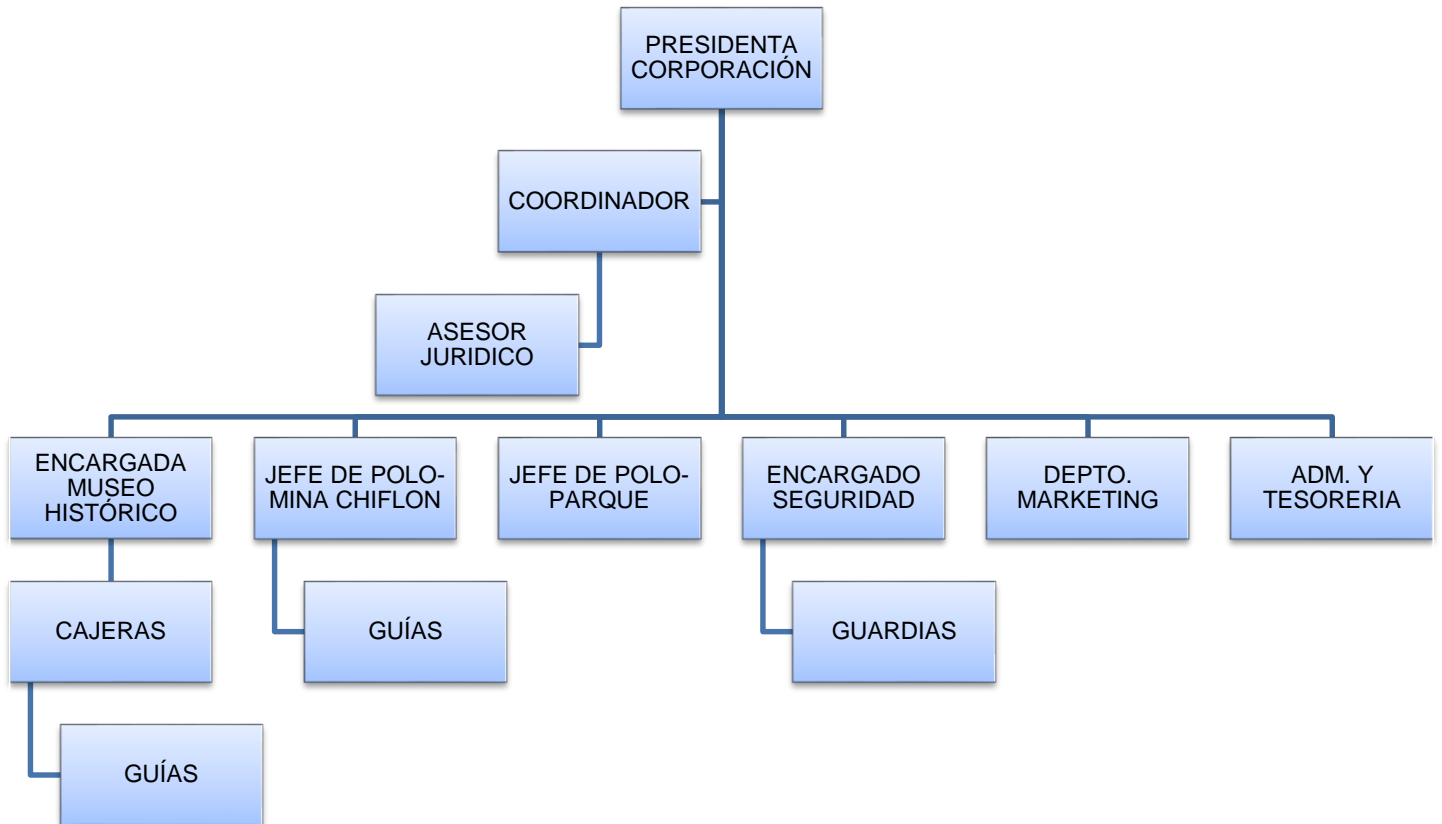 PRESIDENTA
CORPORACIÓN
COORDINADOR
ASESOR
JURIDICO
ENCARGADA
MUSEO
HISTÓRICO
JEFE DE POLO-
MINA CHIFLON
JEFE DE POLO-
PARQUE
ENCARGADO
SEGURIDAD
DEPTO.
MARKETING
ADM. Y
TESORERIA
CAJERAS
GUÍAS
GUARDIAS
GUÍAS